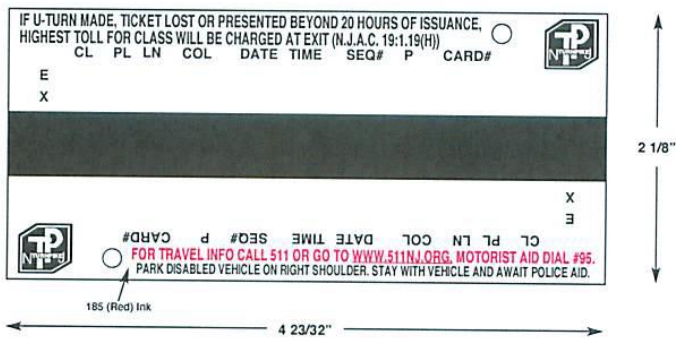 IF U-TURN MADE, TICKET LOST OR PRESENTED BEYOND 20 HOURS OF ISSUANCE,
HIGHEST TOLL FOR CLASS WILL BE CHARGED AT EXIT (N.J.A.C. 19:1.19(H))
CL PL LN COL DATE TIME SEQ# P CARD#
E
X
2 1/8"
X
E
CL PL LN COL DATE TIME SEQ# P CARD#
FOR TRAVEL INFO CALL 511 OR GO TO WWW.511NJ.ORG. MOTORIST AID DIAL #95.
PARK DISABLED VEHICLE ON RIGHT SHOULDER. STAY WITH VEHICLE AND AWAIT POLICE AID.
185 (Red) Ink
4 23/32"